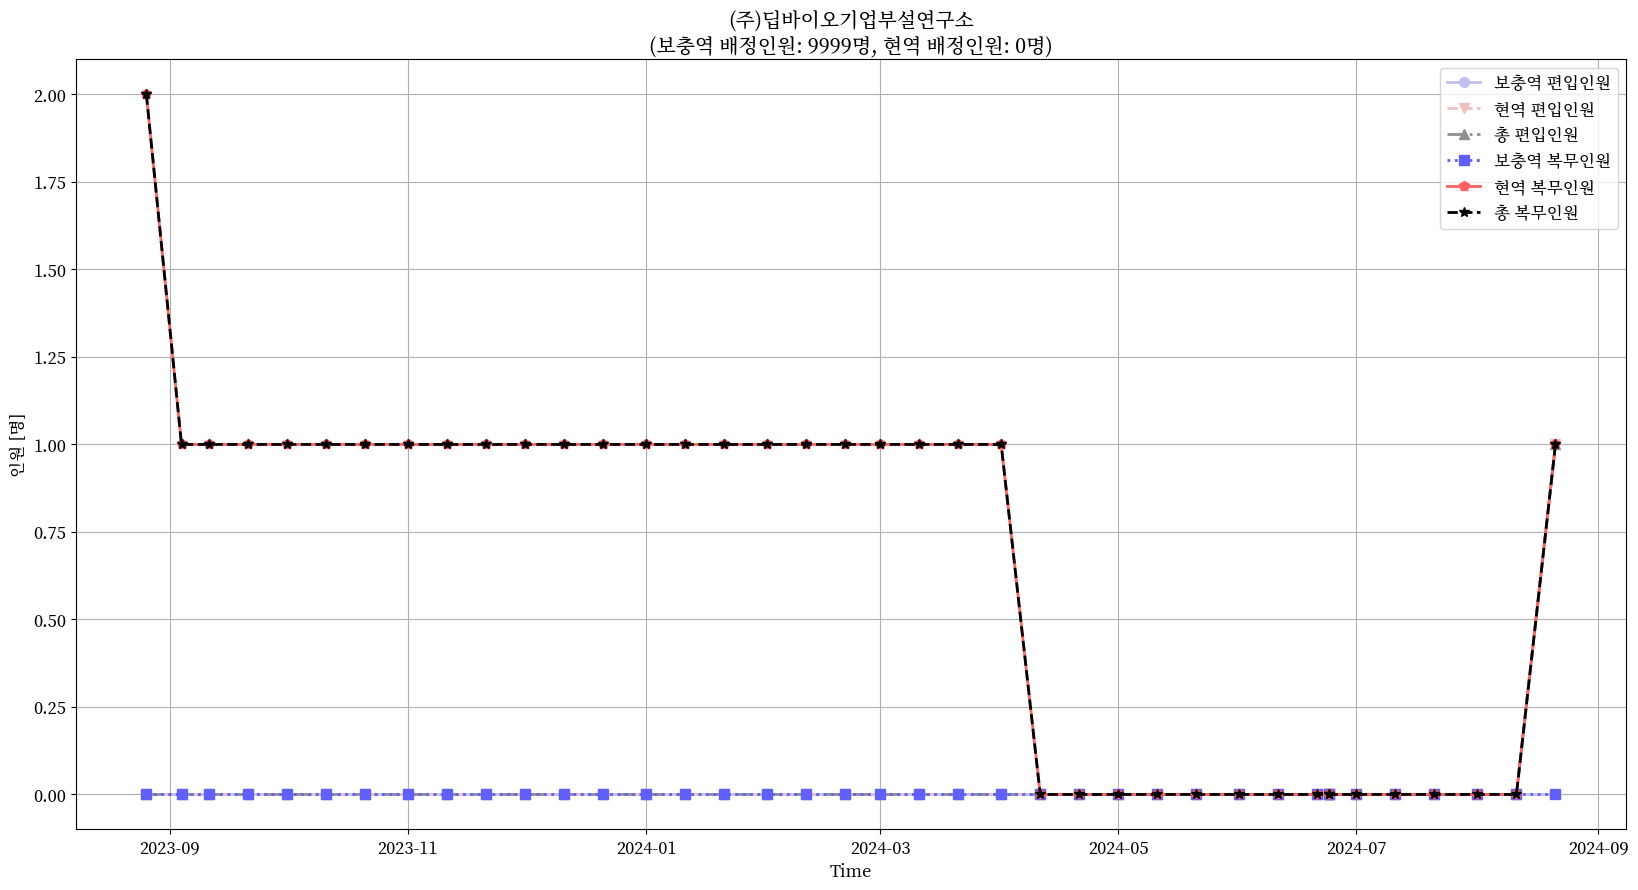 (주)딥바이오기업부설연구소
(보충역 배정인원: 9999명, 현역 배정인원: 0명)
보충역 편입인원
현역 편입인원
총 편입인원
보충역 복무인원
현역 복무인원
총 복무인원
인원 [명]
2.00
1.75
1.50
1.25
1.00
0.75
0.50
0.25
0.00
2023-09
2023-11
2024-01
2024-03
2024-05
2024-07
2024-09
Time